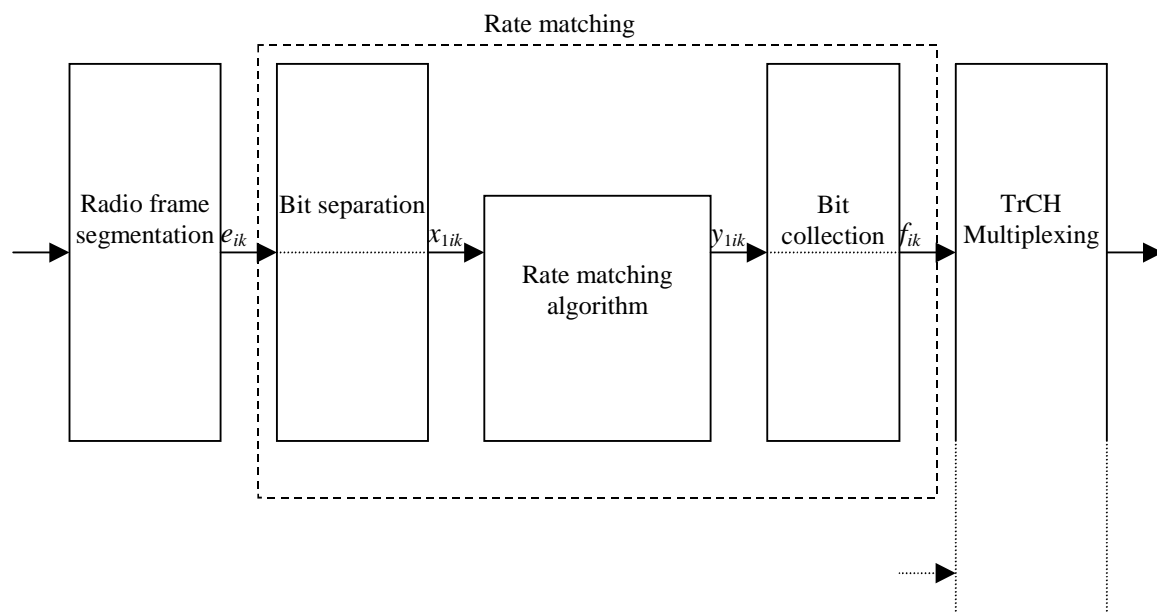 Rate matching
Radio frame
segmentation
e_ik
Bit separation
x_1ik
Rate matching
algorithm
y_1ik
Bit
collection
f_ik
TrCH
Multiplexing